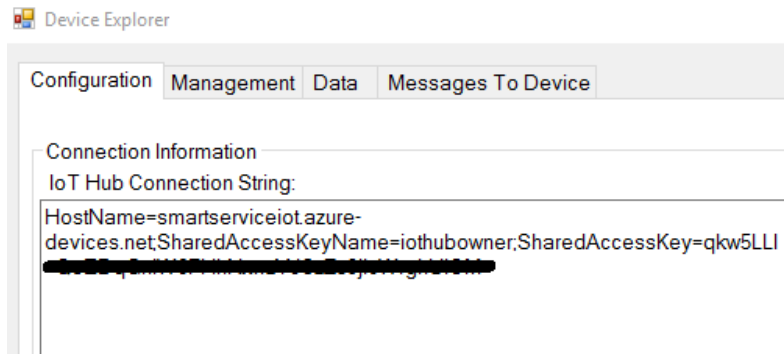 Device Explorer
Configuration Management Data Messages To Device
Connection Information
IoT Hub Connection String:
HostName=smartserviceiot.azure-
devices.net;SharedAccessKeyName=iothubowner;SharedAccessKey=qkw5LLI